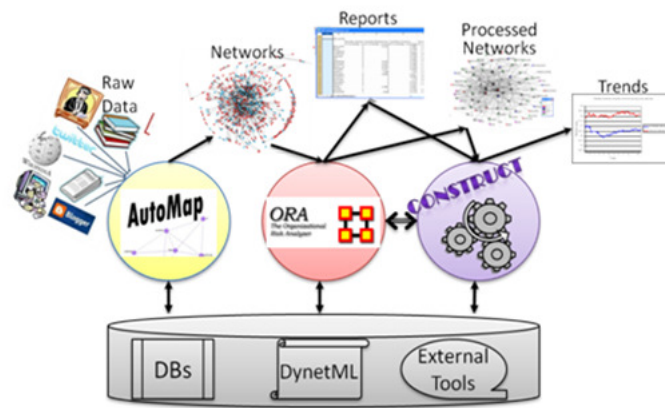 Reports
Processed
Networks
Networks
Raw
Data
Trends
twitter
Blogger
AutoMap
ORA
The Organizational
Risk Analyzer
CONSTRUCT
DBs
DynetML
External
Tools